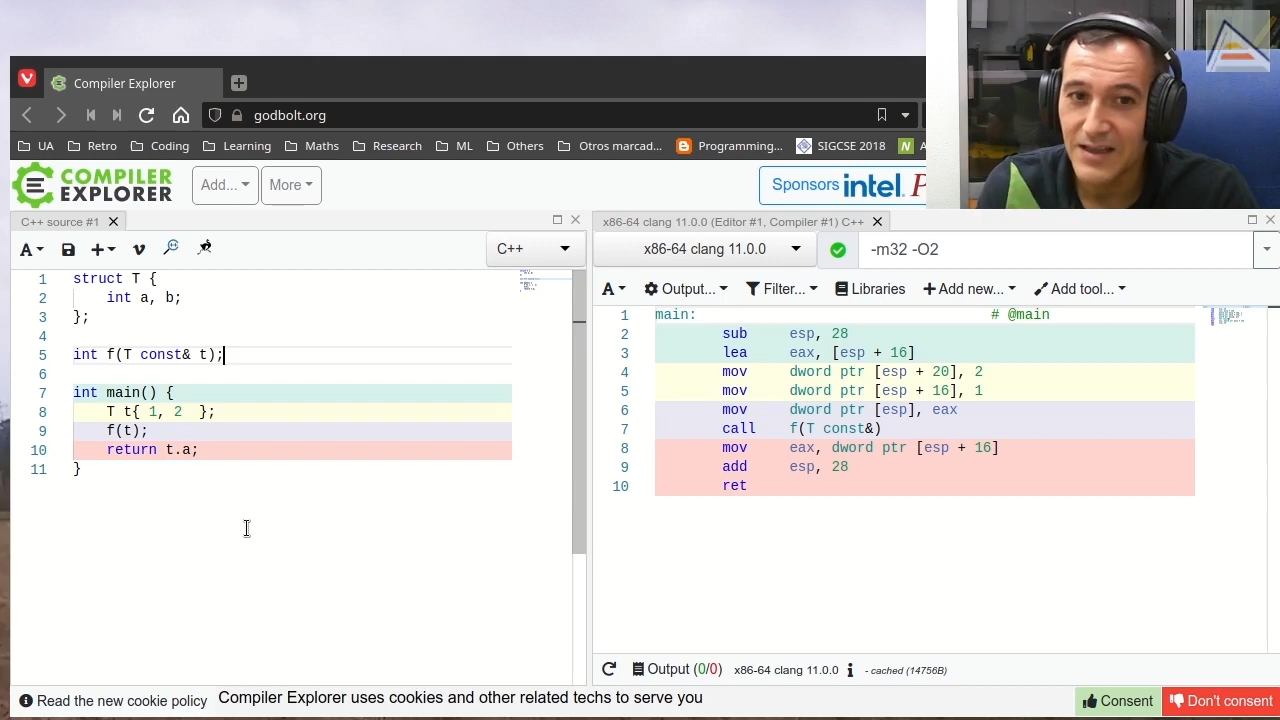 Compiler Explorer
godbolt.org
UA Retro Coding Learning Maths Research ML Others Otros marcad... Programming... SIGCSE 2018 N
COMPILER
EXPLORER
Add... More
Sponsors intel. P
C++ source #1
x86-64 clang 11.0.0 (Editor #1, Compiler #1) C++
A
C++
x86-64 clang 11.0.0
-m32 -O2
A Output... Filter... Libraries Add new... Add tool...
1 struct T {
2 int a, b;
3 };
4
5 int f(T const& t);
6
7 int main() {
8 T t{ 1, 2  };
9 f(t);
10 return t.a;
11 }
1 main: # @main
2 sub esp, 28
3 lea eax, [esp + 16]
4 mov dword ptr [esp + 20], 2
5 mov dword ptr [esp + 16], 1
6 mov dword ptr [esp], eax
7 call f(T const&)
8 mov eax, dword ptr [esp + 16]
9 add esp, 28
10 ret
Output (0/0) x86-64 clang 11.0.0 - cached (14756B)
Read the new cookie policy Compiler Explorer uses cookies and other related techs to serve you
Consent Don't consent